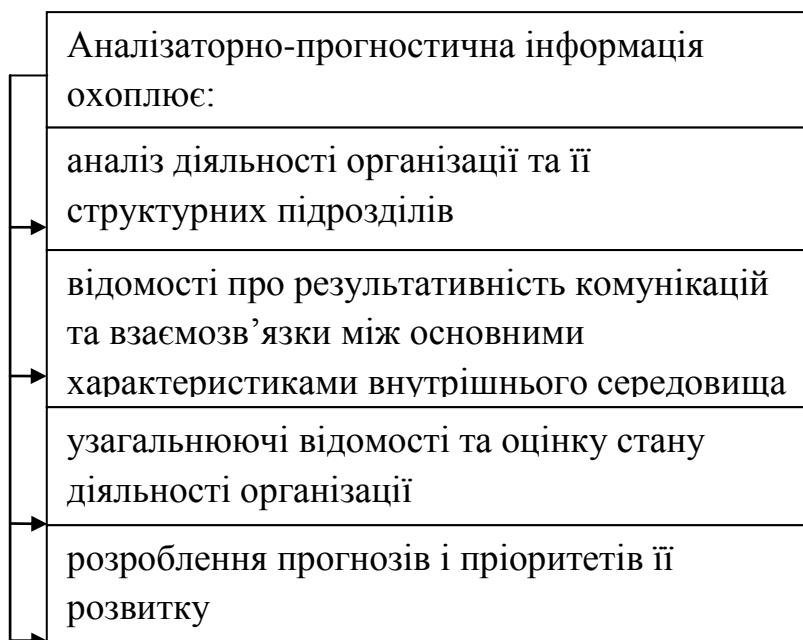 Аналізаторно-прогностична інформація
охоплює:
аналіз діяльності організації та її
структурних підрозділів
відомості про результативність комунікацій
та взаємозв’язки між основними
характеристиками внутрішнього середовища
узагальнюючі відомості та оцінку стану
діяльності організації
розроблення прогнозів і пріоритетів її
розвитку